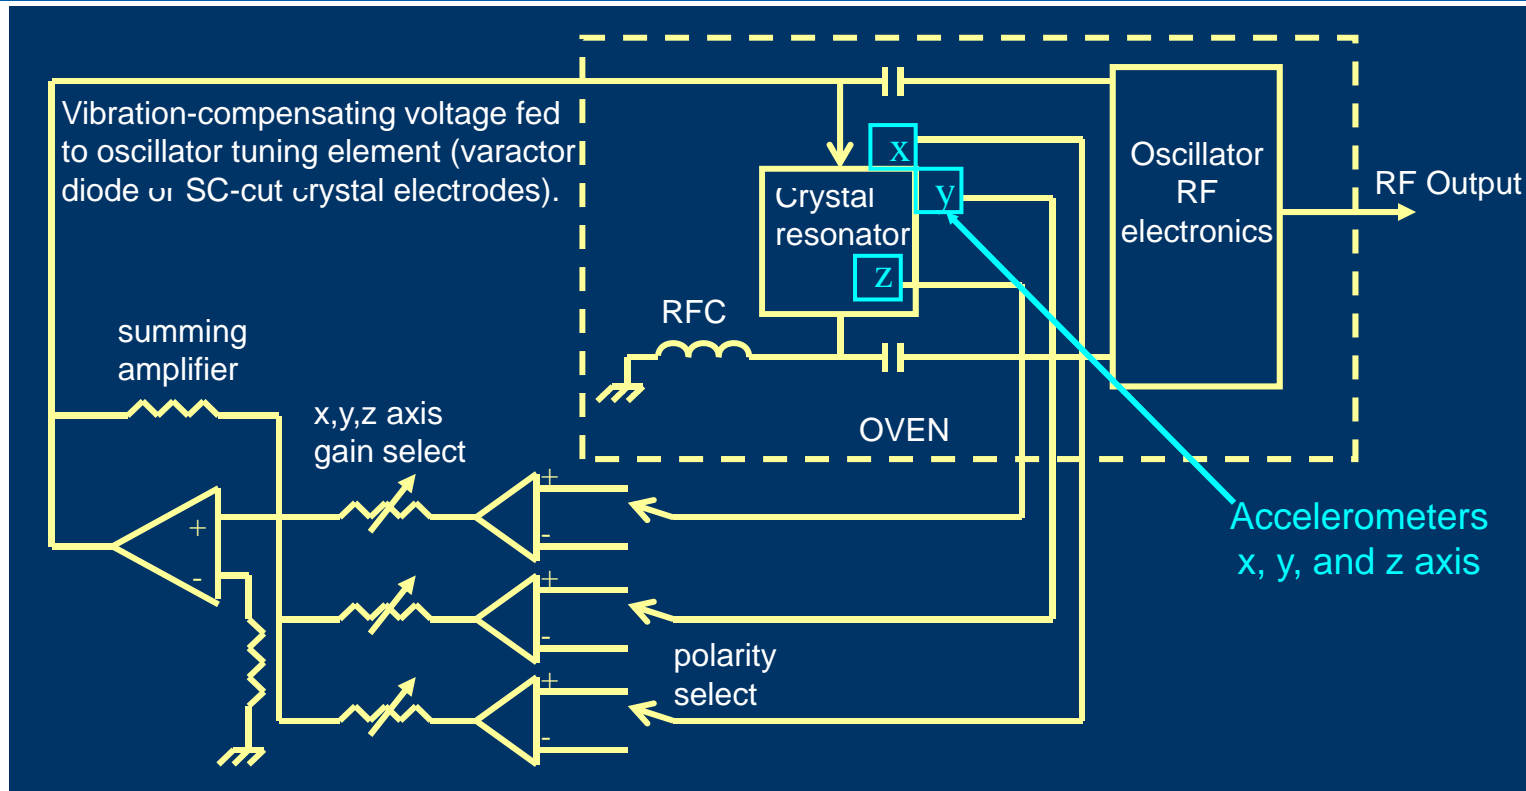 Vibration-compensating voltage fed
to oscillator tuning element (varactor
diode or SC-cut crystal electrodes).
x
y
z
Crystal
resonator
Oscillator
RF
electronics
RF Output
RFC
OVEN
summing
amplifier
x,y,z axis
gain select
+
-
+
-
+
-
+
-
polarity
select
Accelerometers
x, y, and z axis